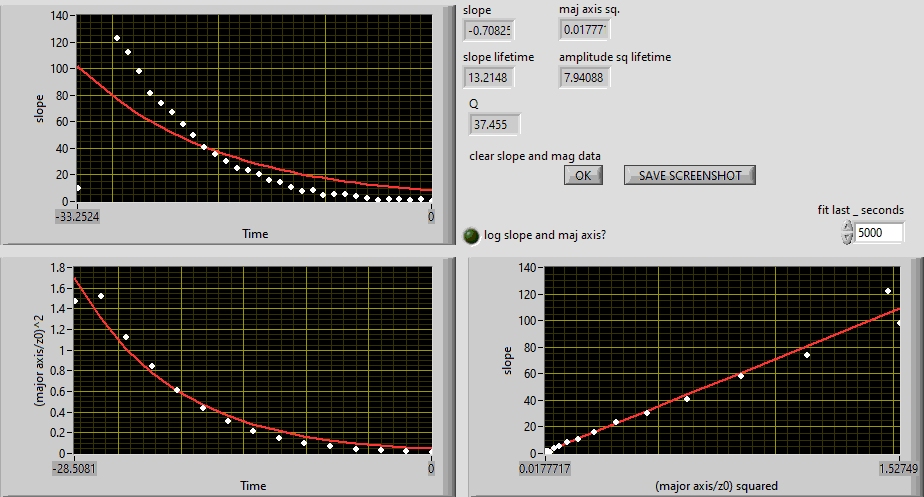 140
120
100
80
60
40
20
0
slope
-33.2524
0
Time
slope
maj axis sq.
-0.7082
0.01777
slope lifetime
amplitude sq lifetime
13.2148
7.94088
Q
37.455
clear slope and mag data
OK
SAVE SCREENSHOT
fit last _ seconds
log slope and maj axis?
5000
1.8
1.6
1.4
1.2
1
0.8
0.6
0.4
0.2
0
(major axis/z0)^2
-28.5081
0
Time
140
120
100
80
60
40
20
0
slope
0.0177717
1.52749
(major axis/z0) squared